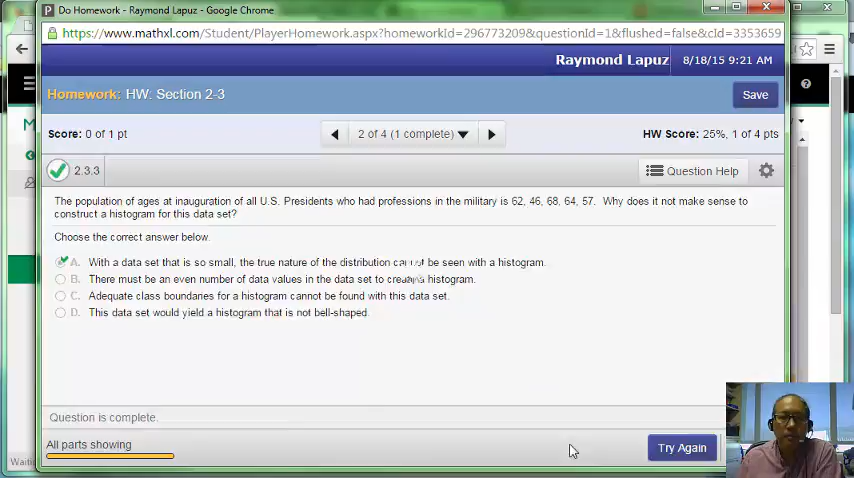 Do Homework - Raymond Lapuz - Google Chrome
https://www.mathxl.com/Student/PlayerHomework.aspx?homeworkId=296773209&questionId=1&flushed=false&cId=3353659
Raymond Lapuz 8/18/15 9:21 AM
Homework: HW: Section 2-3
Save
Score: 0 of 1 pt
2 of 4 (1 complete)
HW Score: 25%, 1 of 4 pts
2.3.3
Question Help
The population of ages at inauguration of all U.S. Presidents who had professions in the military is 62, 46, 68, 64, 57. Why does it not make sense to
construct a histogram for this data set?
Choose the correct answer below.
A. With a data set that is so small, the true nature of the distribution cannot be seen with a histogram.
B. There must be an even number of data values in the data set to create a histogram.
C. Adequate class boundaries for a histogram cannot be found with this data set.
D. This data set would yield a histogram that is not bell-shaped.
Question is complete.
All parts showing
Try Again
Waiti